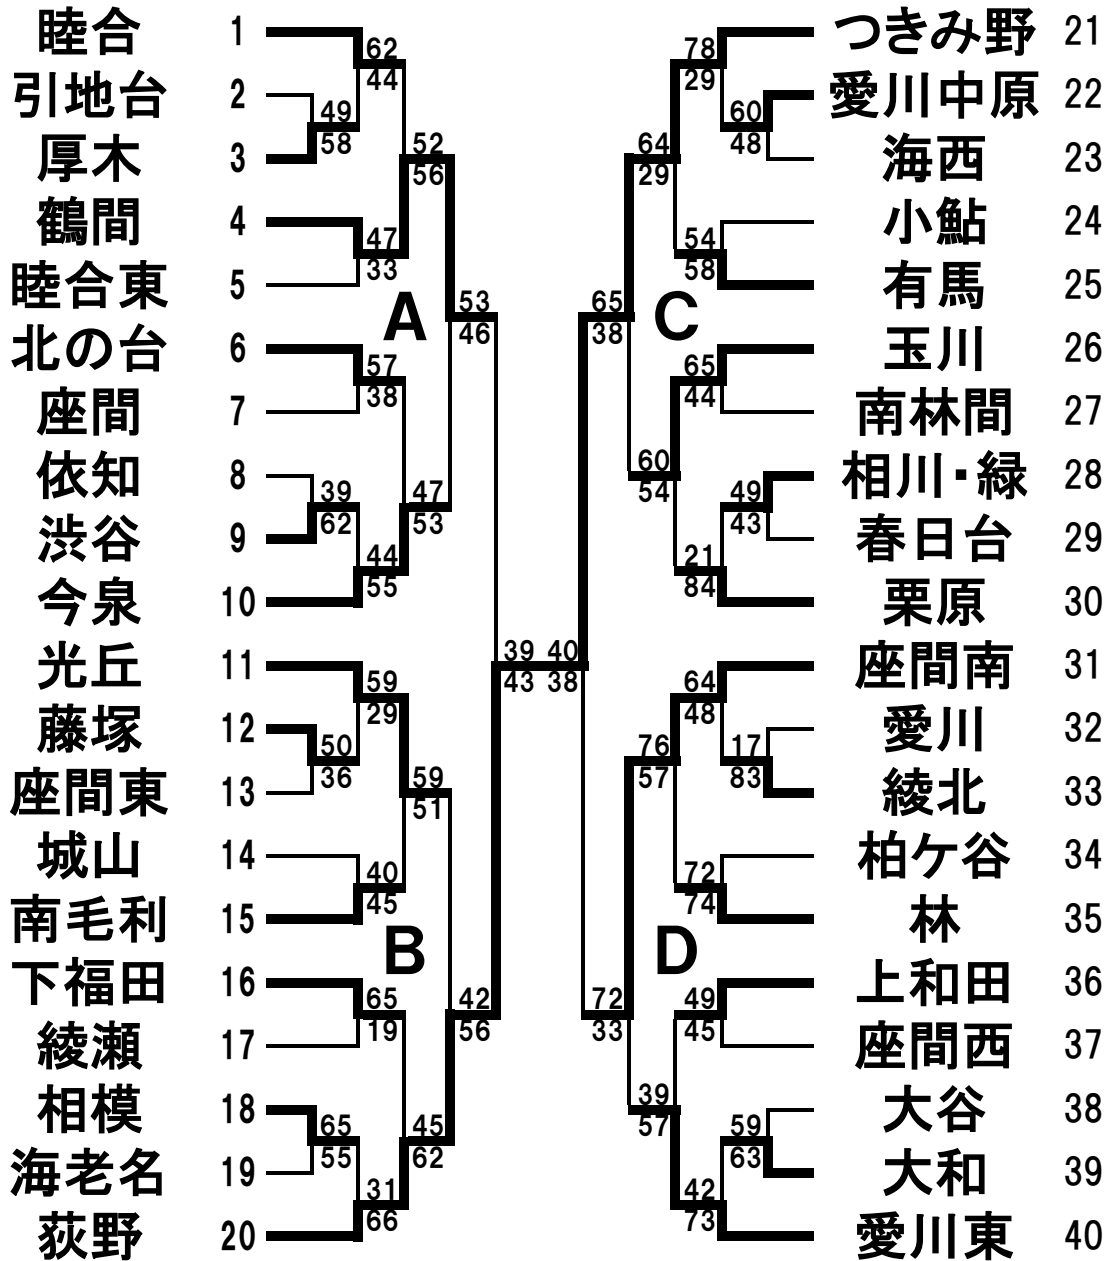 睦合 1
引地台 2
厚木 3
鶴間 4
睦合東 5
北の台 6
座間 7
依知 8
渋谷 9
今泉 10
光丘 11
藤塚 12
座間東 13
城山 14
南毛利 15
下福田 16
綾瀬 17
相模 18
海老名 19
荻野 20
62
44
49
58
52
56
47
33
A
53
46
57
38
39
62
47
53
44
55
59
29
50
36
59
51
40
45
B
65
19
42
56
65
55
45
62
31
66
39 40
43 38
78
29
60
48
64
29
54
58
65
38
C
65
44
60
54
49
43
21
84
64
48
76
57
17
83
72
74
D
72
33
49
45
39
57
59
63
42
73
つきみ野 21
愛川中原 22
海西 23
小鮎 24
有馬 25
玉川 26
南林間 27
相川・緑 28
春日台 29
栗原 30
座間南 31
愛川 32
綾北 33
柏ケ谷 34
林 35
上和田 36
座間西 37
大谷 38
大和 39
愛川東 40